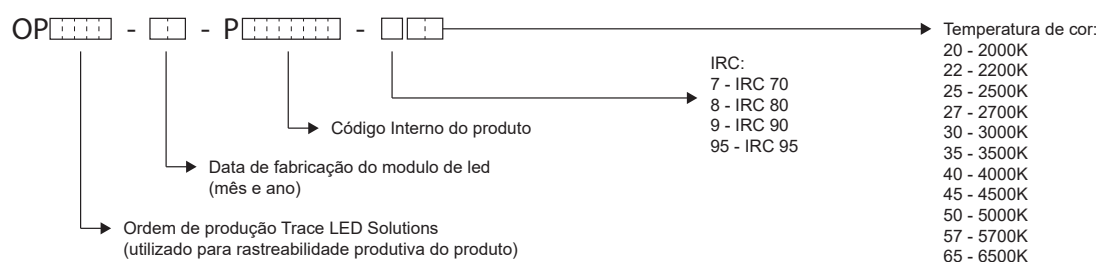 OP - - P -
Temperatura de cor:
20 - 2000K
22 - 2200K
25 - 2500K
27 - 2700K
30 - 3000K
35 - 3500K
40 - 4000K
45 - 4500K
50 - 5000K
57 - 5700K
65 - 6500K
IRC:
7 - IRC 70
8 - IRC 80
9 - IRC 90
95 - IRC 95
Código Interno do produto
Data de fabricação do modulo de led
(mês e ano)
Ordem de produção Trace LED Solutions
(utilizado para rastreabilidade produtiva do produto)